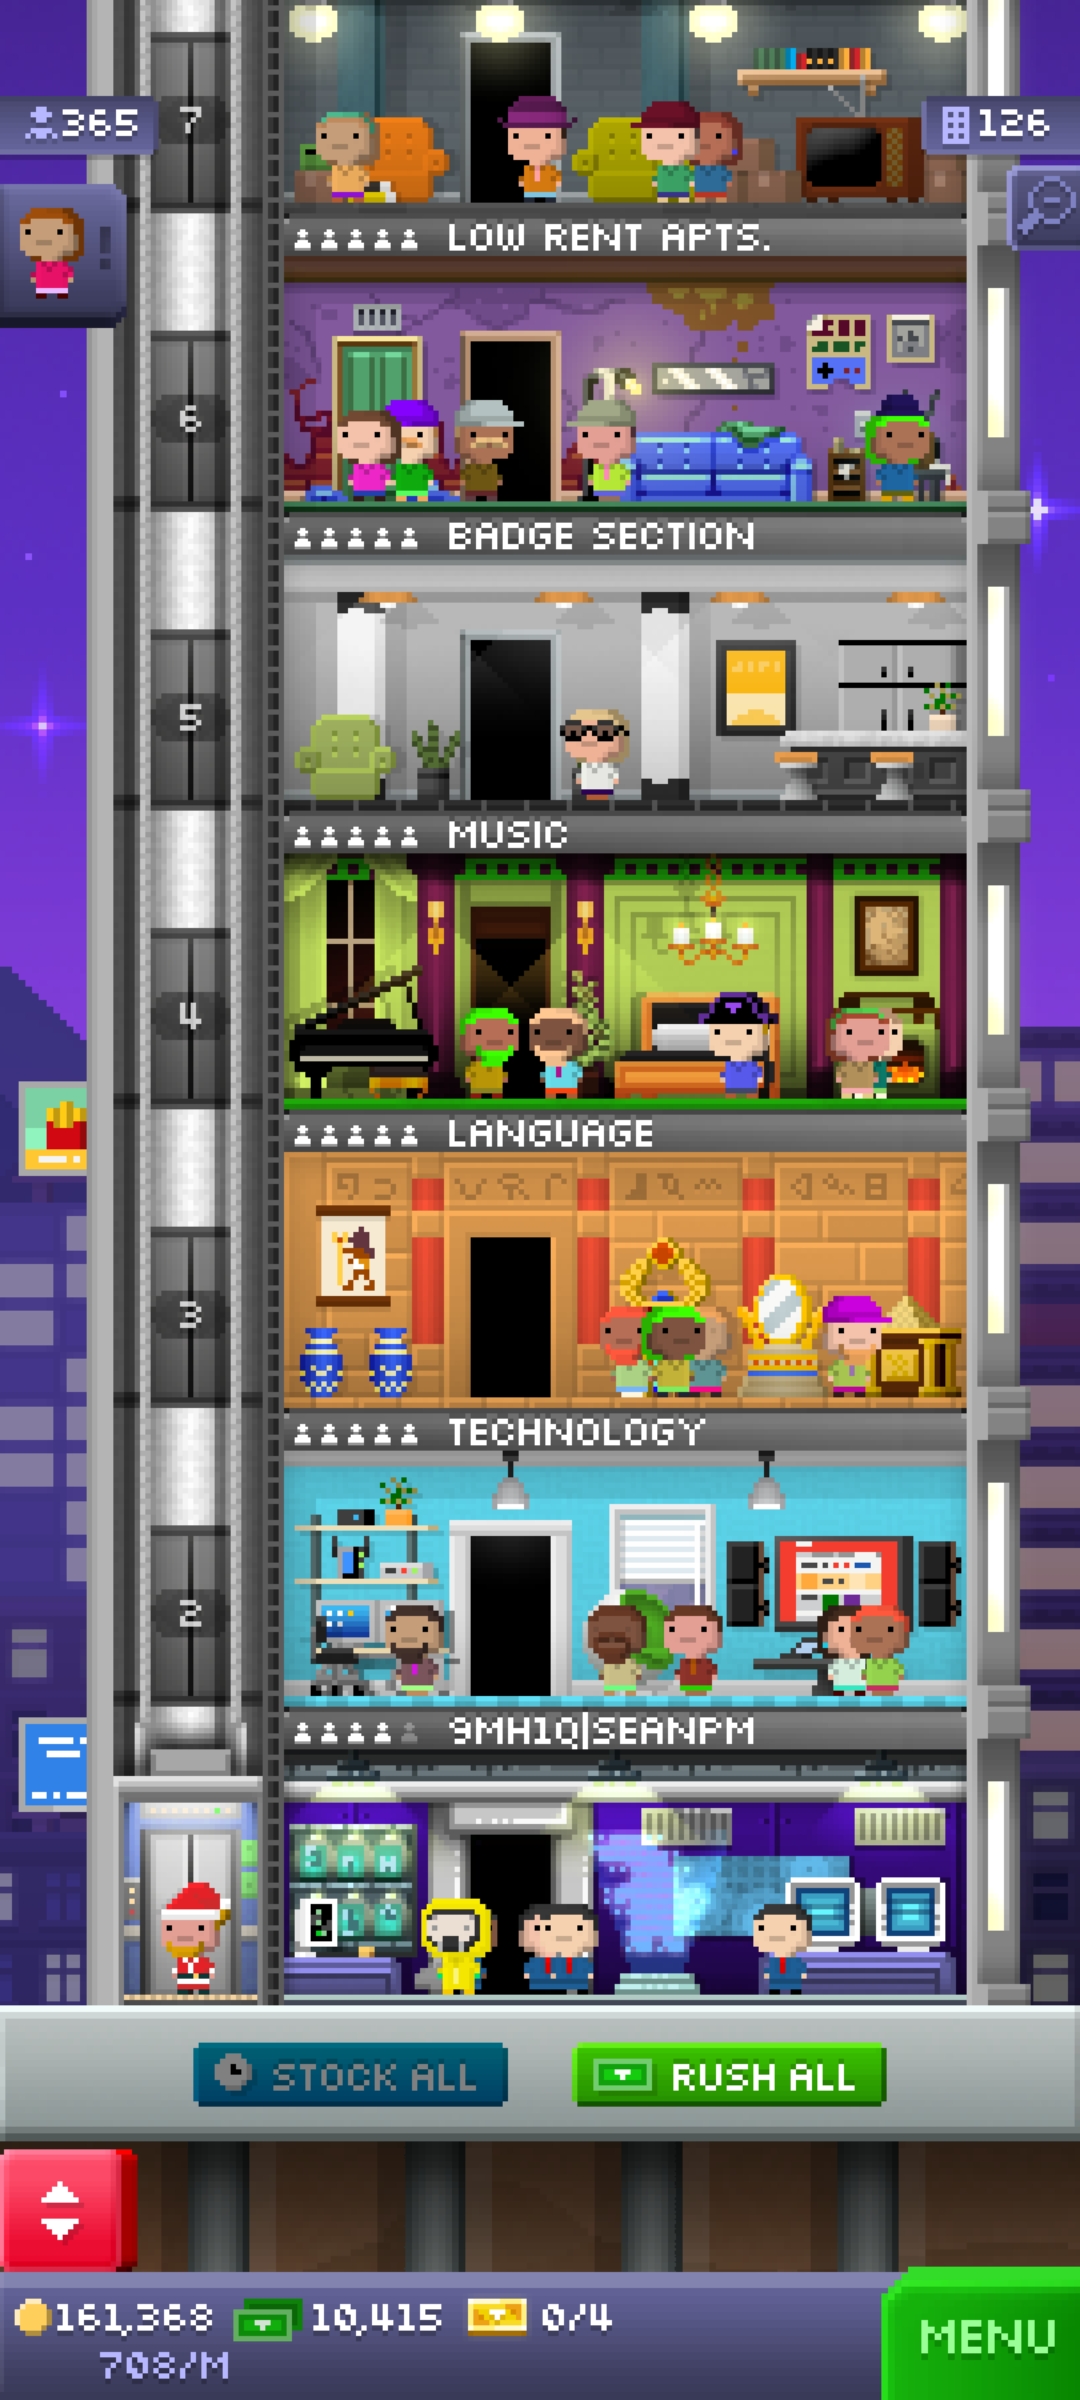 7
365
126
LOW RENT APTS.
6
BADGE SECTION
5
MUSIC
4
LANGUAGE
3
TECHNOLOGY
2
9MH1Q|SEANPM
STOCK ALL
RUSH ALL
161,368
10,415
0/4
708/M
MENU